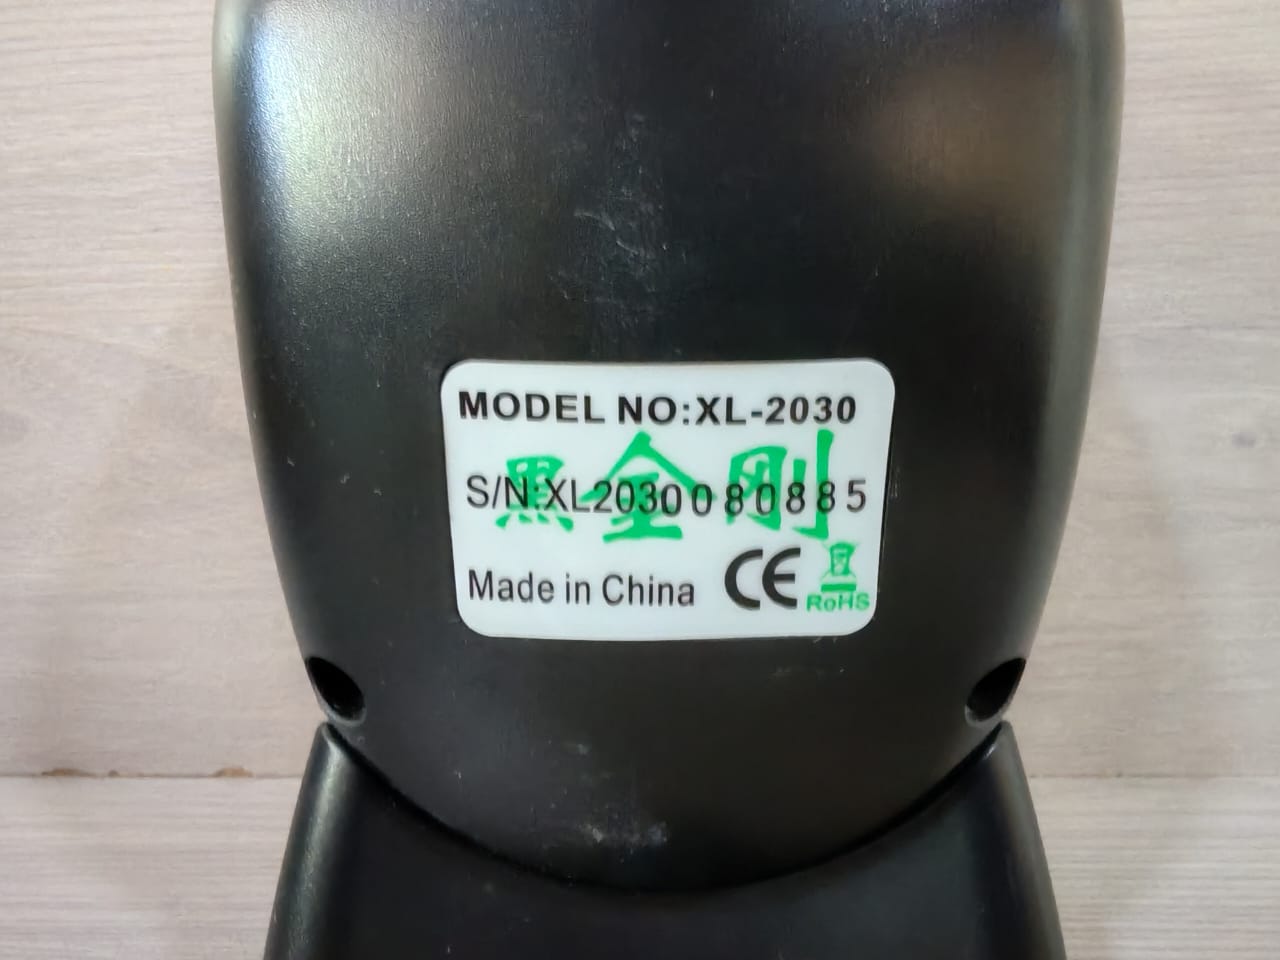 MODEL NO:XL-2030
黑金刚
S/N:XL2030080885
Made in China CE
RoHS